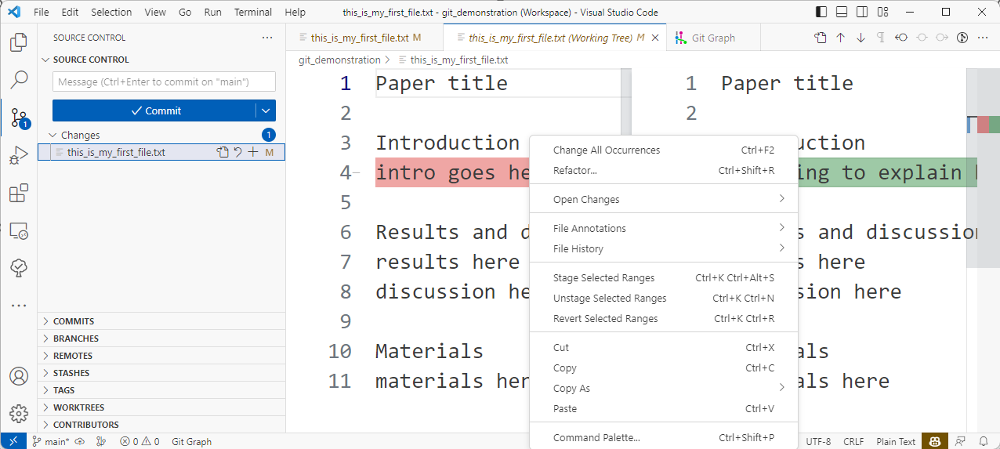 File Edit Selection View Go Run Terminal Help this_is_my_first_file.txt - git_demonstration (Workspace) - Visual Studio Code
SOURCE CONTROL
SOURCE CONTROL
Message (Ctrl+Enter to commit on "main")
Commit
Changes 1
this_is_my_first_file.txt M
1
COMMITS
BRANCHES
REMOTES
STASHES
TAGS
WORKTREES
CONTRIBUTORS
this_is_my_first_file.txt M this_is_my_first_file.txt (Working Tree) M Git Graph
git_demonstration > this_is_my_first_file.txt
1 Paper title
2
3 Introduction
4 intro goes he
5
6 Results and d
7 results here
8 discussion he
9
10 Materials
11 materials her
1 Paper title
2
uction
ing to explain
s and discussion
s here
sion here
als
als here
Change All Occurrences Ctrl+F2
Refactor... Ctrl+Shift+R
Open Changes
File Annotations
File History
Stage Selected Ranges Ctrl+K Ctrl+Alt+S
Unstage Selected Ranges Ctrl+K Ctrl+N
Revert Selected Ranges Ctrl+K Ctrl+R
Cut Ctrl+X
Copy Ctrl+C
Copy As
Paste Ctrl+V
Command Palette... Ctrl+Shift+P
main* 0 0 Git Graph UTF-8 CRLF Plain Text